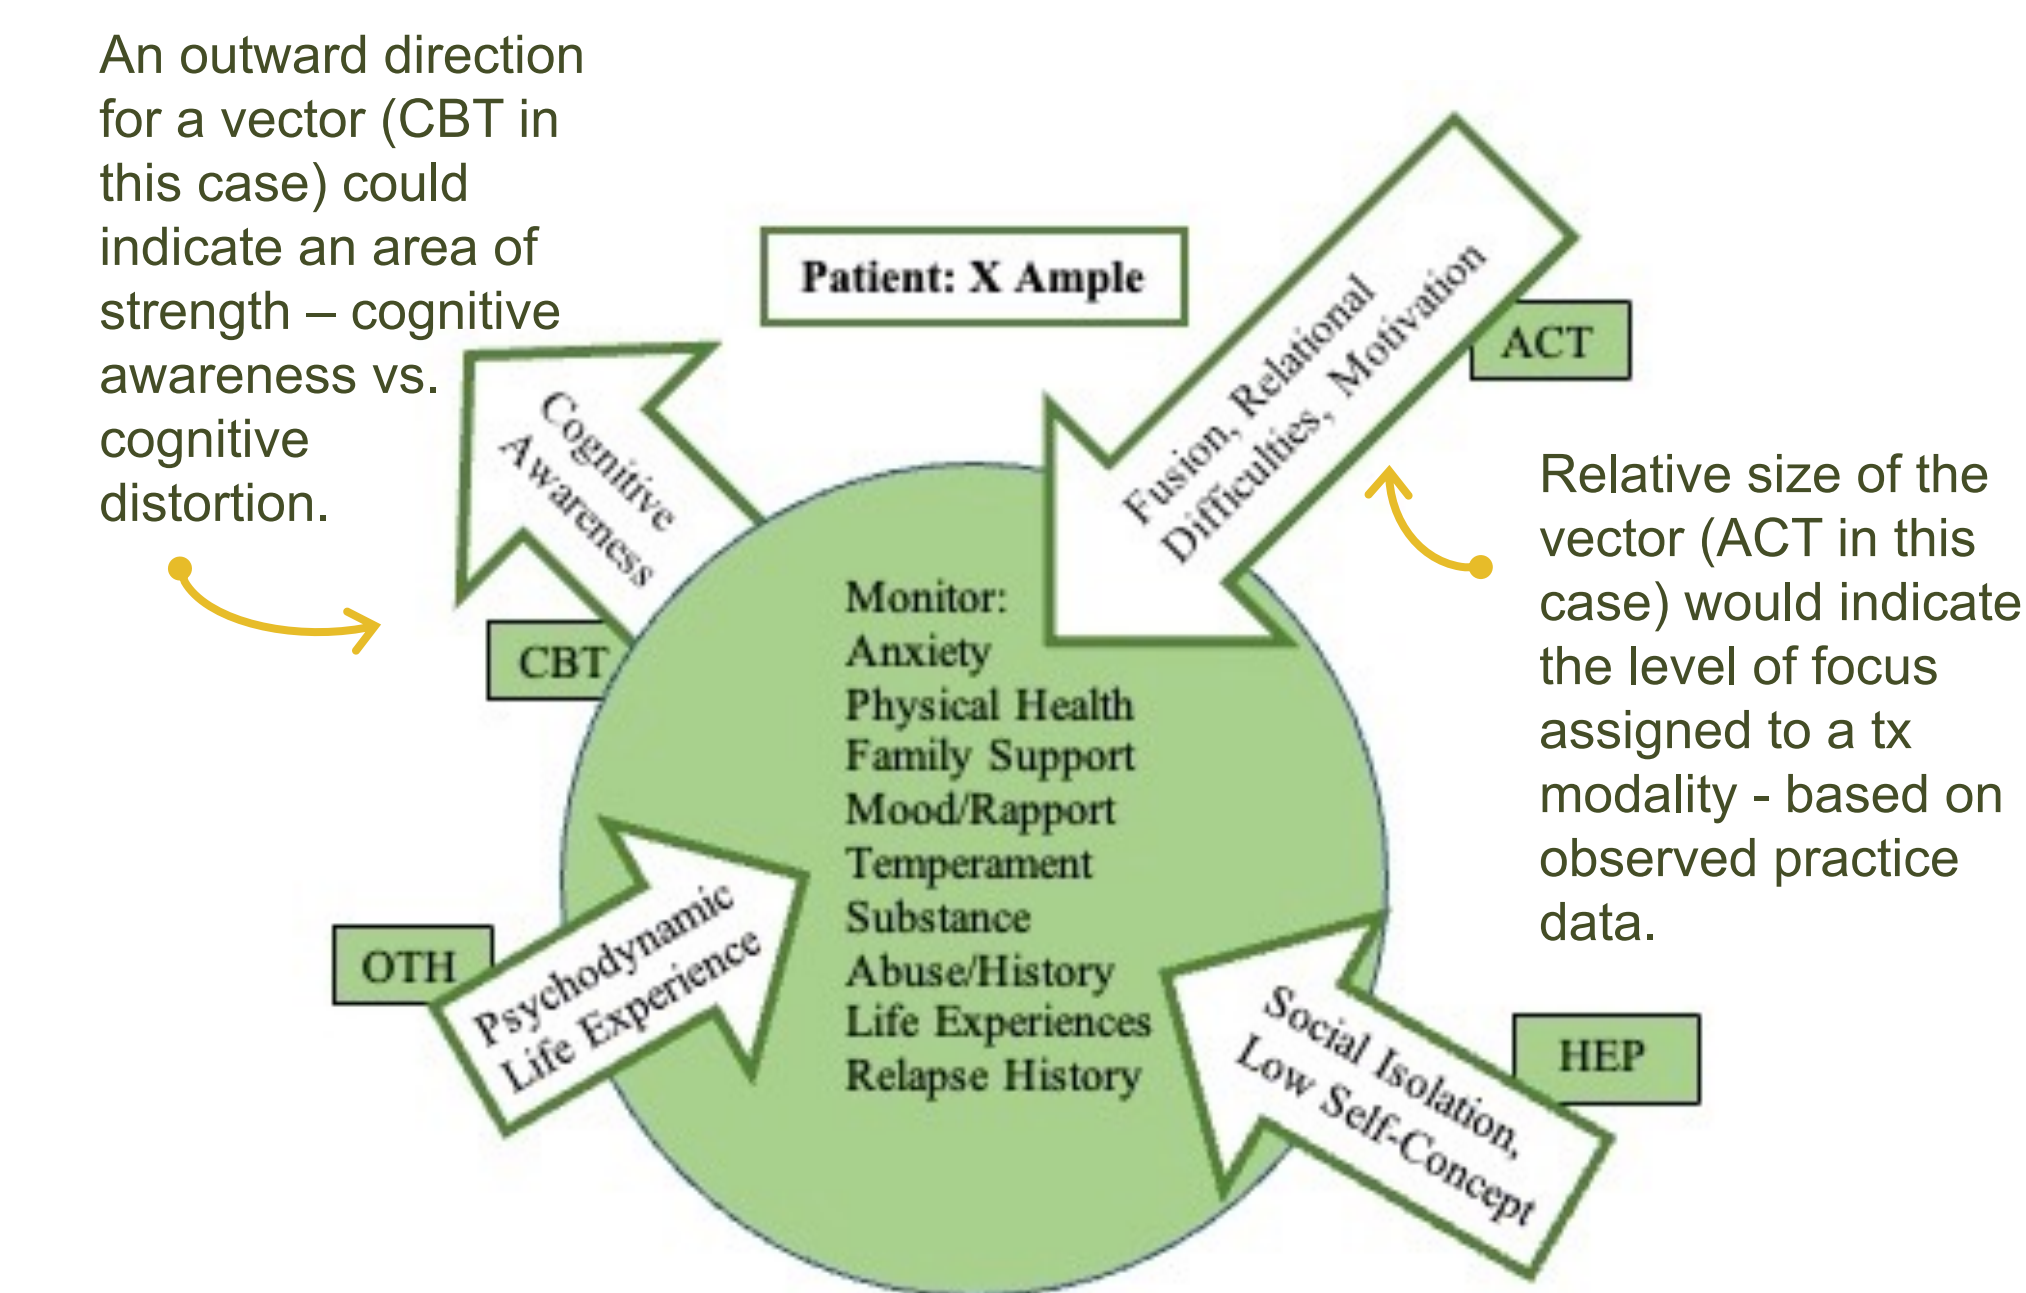 An outward direction
for a vector (CBT in
this case) could
indicate an area of
strength – cognitive
awareness vs.
cognitive
distortion.
Patient: X Ample
Cognitive
Awareness
CBT
Fusion, Relational
Difficulties, Motivation
ACT
Relative size of the
vector (ACT in this
case) would indicate
the level of focus
assigned to a tx
modality - based on
observed practice
data.
Monitor:
Anxiety
Physical Health
Family Support
Mood/Rapport
Temperament
Substance
Abuse/History
Life Experiences
Relapse History
OTH
Psychodynamic
Life Experience
HEP
Social Isolation,
Low Self-Concept